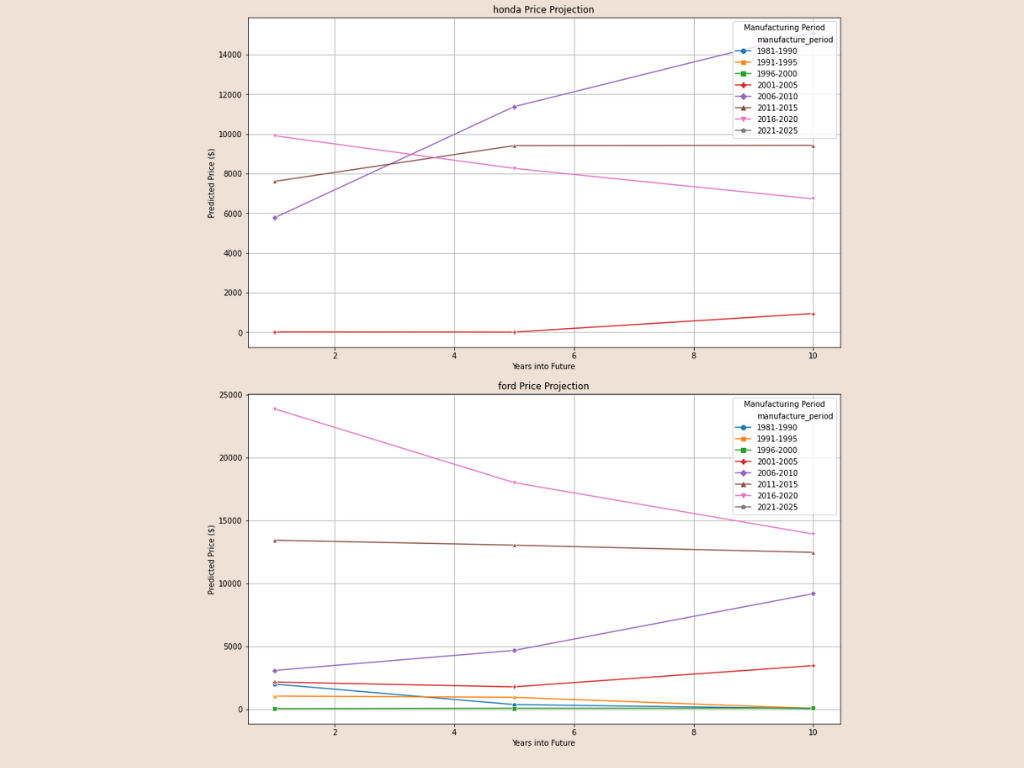 honda Price Projection
Manufacturing Period
manufacture_period
1981-1990
1991-1995
1996-2000
2001-2005
2006-2010
2011-2015
2016-2020
2021-2025
14000
12000
10000
8000
6000
4000
2000
0
Predicted Price ($)
2 4 6 8 10
Years into Future
ford Price Projection
Manufacturing Period
manufacture_period
1981-1990
1991-1995
1996-2000
2001-2005
2006-2010
2011-2015
2016-2020
2021-2025
25000
20000
15000
10000
5000
0
Predicted Price ($)
2 4 6 8 10
Years into Future